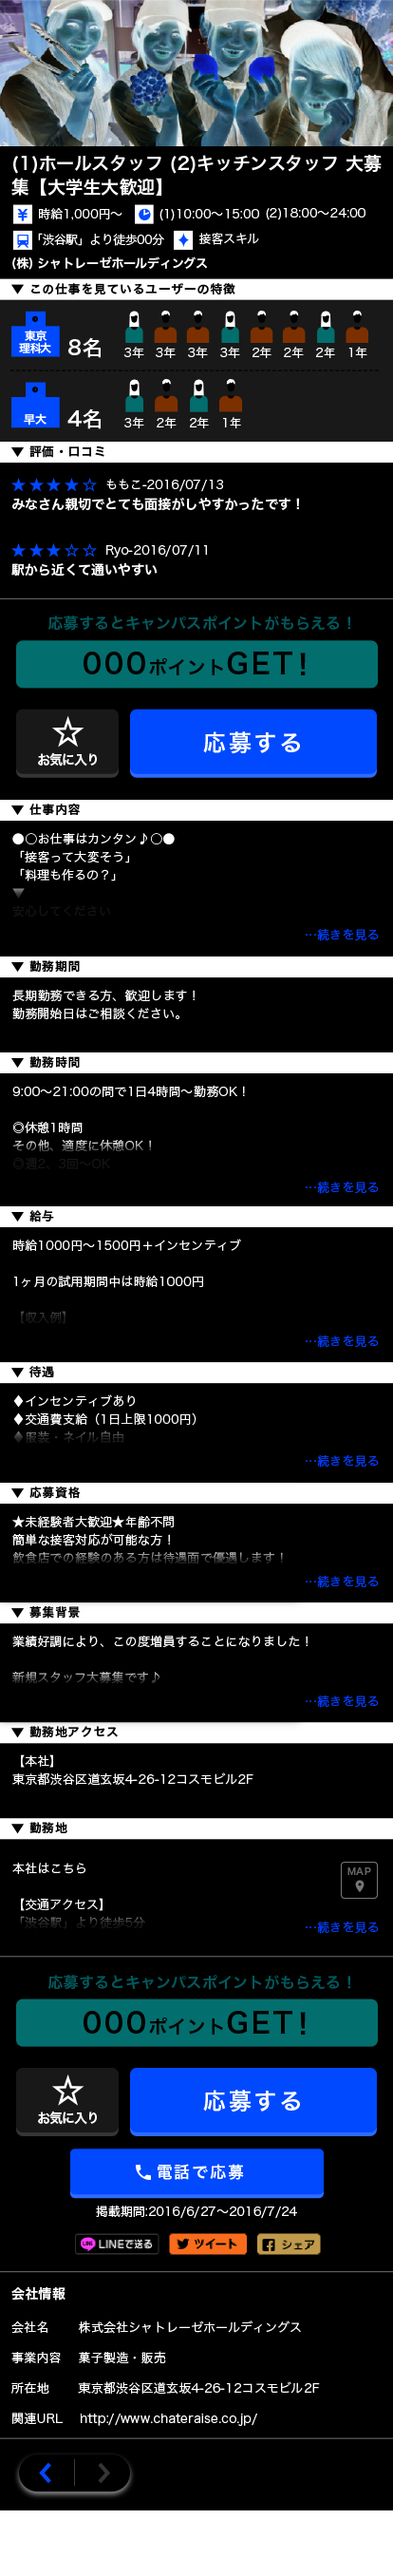 (1)ホールスタッフ (2)キッチンスタッフ 大募
集【大学生大歓迎】
時給1,000円〜 (1)10:00〜15:00 (2)18:00〜24:00
「渋谷駅」より徒歩00分 接客スキル
(株) シャトレーゼホールディングス
▼ この仕事を見ているユーザーの特徴
東京
理科大
8名
3年 3年 3年 3年 2年 2年 2年 1年
早大
4名
3年 2年 2年 1年
▼ 評価・口コミ
★★★★☆ ももこ-2016/07/13
みなさん親切でとても面接がしやすかったです！
★★★☆☆ Ryo-2016/07/11
駅から近くて通いやすい
応募するとキャンパスポイントがもらえる！
000ポイントGET！
お気に入り
応募する
▼ 仕事内容
●○お仕事はカンタン♪○●
「接客って大変そう」
「料理も作るの？」
▼
安心してください
…続きを見る
▼ 勤務期間
長期勤務できる方、歓迎します！
勤務開始日はご相談ください。
▼ 勤務時間
9:00〜21:00の間で1日4時間〜勤務OK！
◎休憩1時間
その他、適度に休憩OK！
◎週2、3回〜OK
…続きを見る
▼ 給与
時給1000円〜1500円＋インセンティブ
1ヶ月の試用期間中は時給1000円
【収入例】
…続きを見る
▼ 待遇
♦インセンティブあり
♦交通費支給（1日上限1000円）
♦服装・ネイル自由
…続きを見る
▼ 応募資格
★未経験者大歓迎★年齢不問
簡単な接客対応が可能な方！
飲食店での経験のある方は待遇面で優遇します！
…続きを見る
▼ 募集背景
業績好調により、この度増員することになりました！
新規スタッフ大募集です♪
…続きを見る
▼ 勤務地アクセス
【本社】
東京都渋谷区道玄坂4-26-12コスモビル2F
▼ 勤務地
本社はこちら
MAP
【交通アクセス】
「渋谷駅」より徒歩5分
…続きを見る
応募するとキャンパスポイントがもらえる！
000ポイントGET！
お気に入り
応募する
電話で応募
掲載期間:2016/6/27〜2016/7/24
LINEで送る ツイート シェア
会社情報
会社名 株式会社シャトレーゼホールディングス
事業内容 菓子製造・販売
所在地 東京都渋谷区道玄坂4-26-12コスモビル2F
関連URL http://www.chateraise.co.jp/